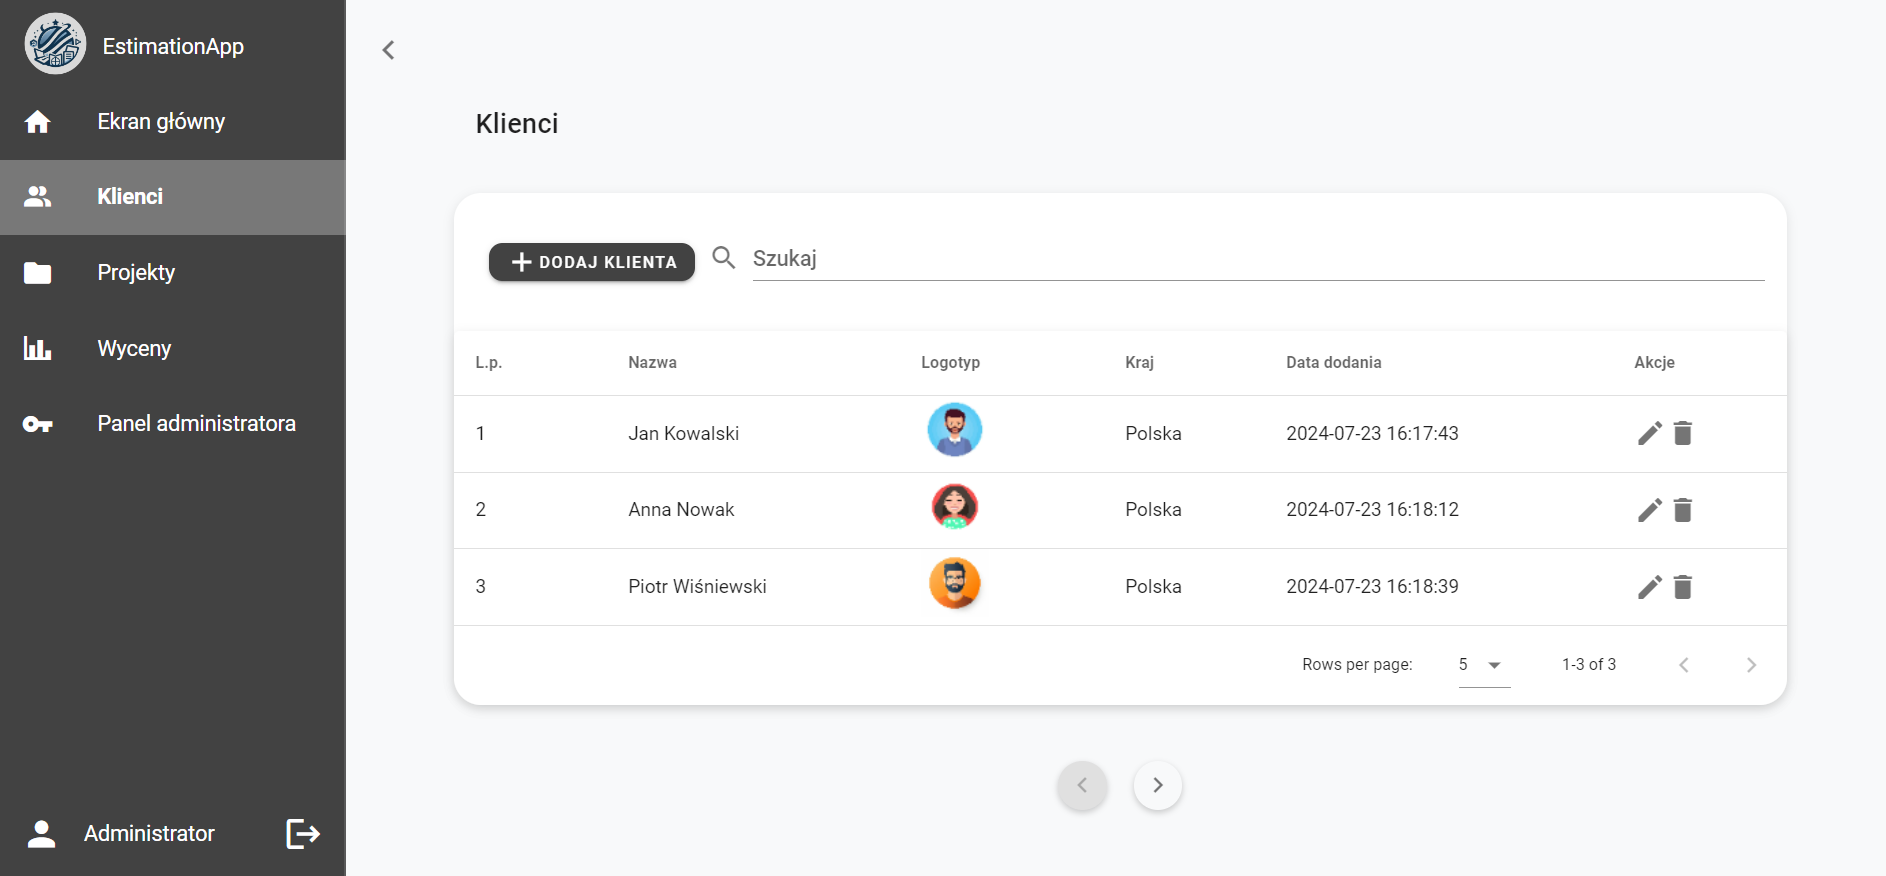 EstimationApp
Ekran główny
Klienci
Projekty
Wyceny
Panel administratora
Administrator
Klienci
DODAJ KLIENTA
Szukaj
L.p. Nazwa Logotyp Kraj Data dodania Akcje
1 Jan Kowalski Polska 2024-07-23 16:17:43
2 Anna Nowak Polska 2024-07-23 16:18:12
3 Piotr Wiśniewski Polska 2024-07-23 16:18:39
Rows per page: 5 1-3 of 3